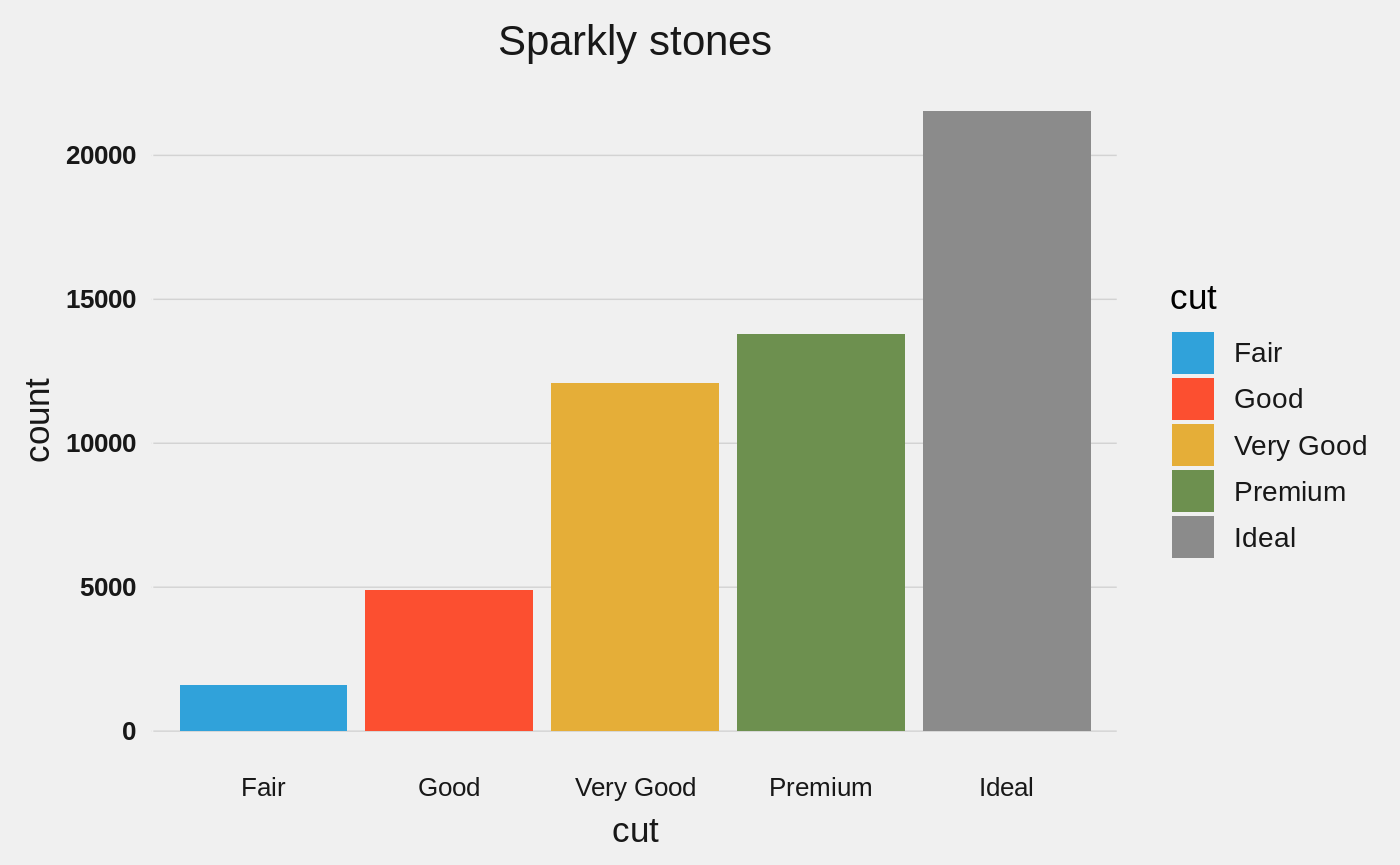 Sparkly stones
20000
15000
10000
5000
0
count
Fair
Good
Very Good
Premium
Ideal
cut
cut
Fair
Good
Very Good
Premium
Ideal